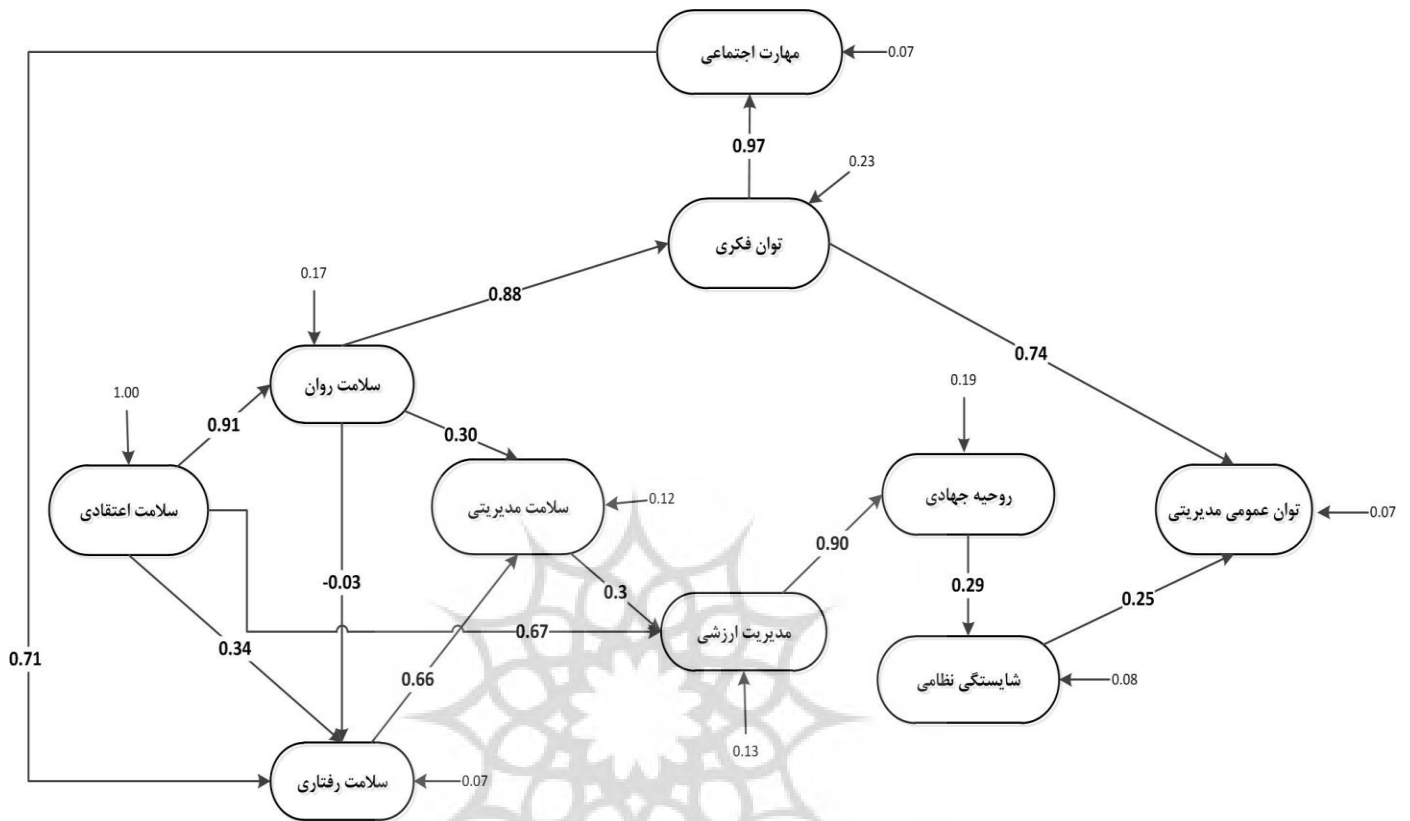 مهارت اجتماعی
0.07
0.97
0.23
توان فکری
0.17
0.88
0.74
سلامت روان
1.00
0.19
0.91
0.30
سلامت اعتقادی
سلامت مدیریتی
0.12
روحیه جهادی
توان عمومی مدیریتی
0.07
0.90
-0.03
0.3
0.29
0.25
0.67
مدیریت ارزشی
0.34
0.71
0.66
شایستگی نظامی
0.08
0.13
سلامت رفتاری
0.07